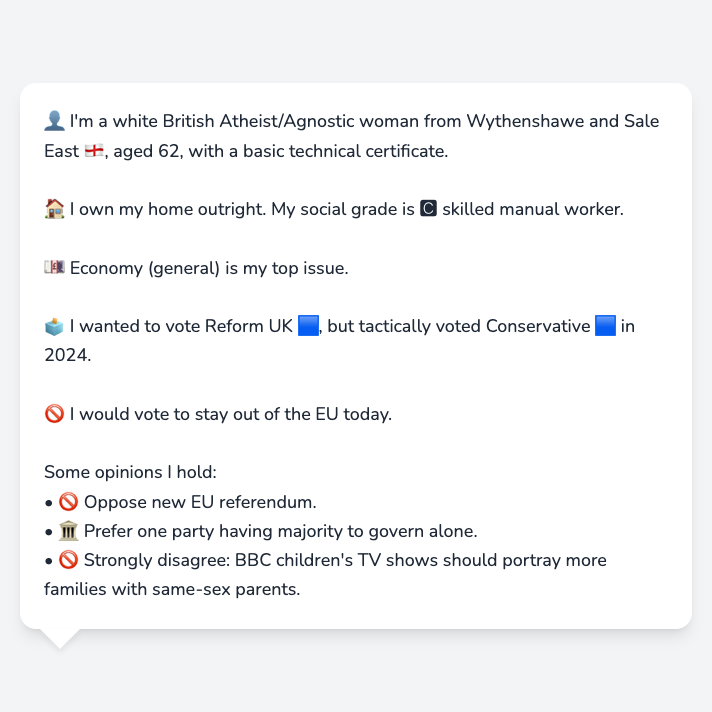 👤 I'm a white British Atheist/Agnostic woman from Wythenshawe and Sale
East 🏴󠁧󠁢󠁥󠁮󠁧󠁿, aged 62, with a basic technical certificate.
🏠 I own my home outright. My social grade is 🅲 skilled manual worker.
💷 Economy (general) is my top issue.
🗳️ I wanted to vote Reform UK 🟦, but tactically voted Conservative 🟦 in
2024.
🚫 I would vote to stay out of the EU today.
Some opinions I hold:
• 🚫 Oppose new EU referendum.
• 🏛️ Prefer one party having majority to govern alone.
• 🚫 Strongly disagree: BBC children's TV shows should portray more
families with same-sex parents.